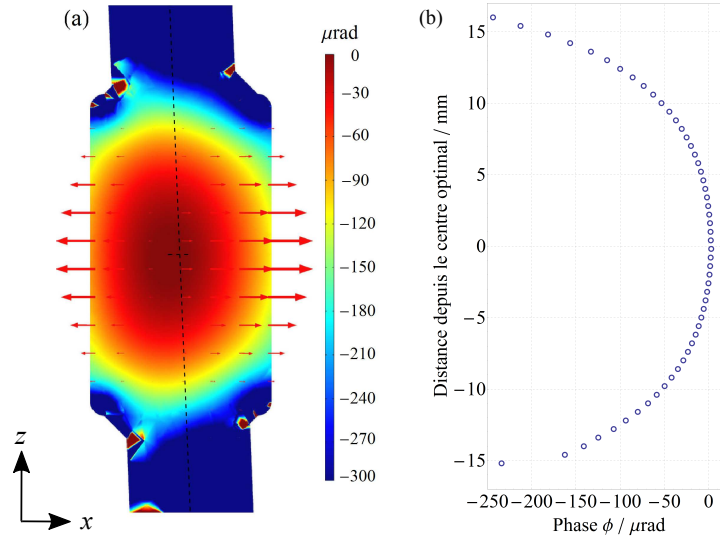 (a)
μrad
0
−30
−60
−90
−120
−150
−180
−210
−240
−270
−300
z
x
(b)
Distance depuis le centre optimal / mm
15
10
5
0
−5
−10
−15
−250 −200 −150 −100 −50 0
Phase ϕ / μrad